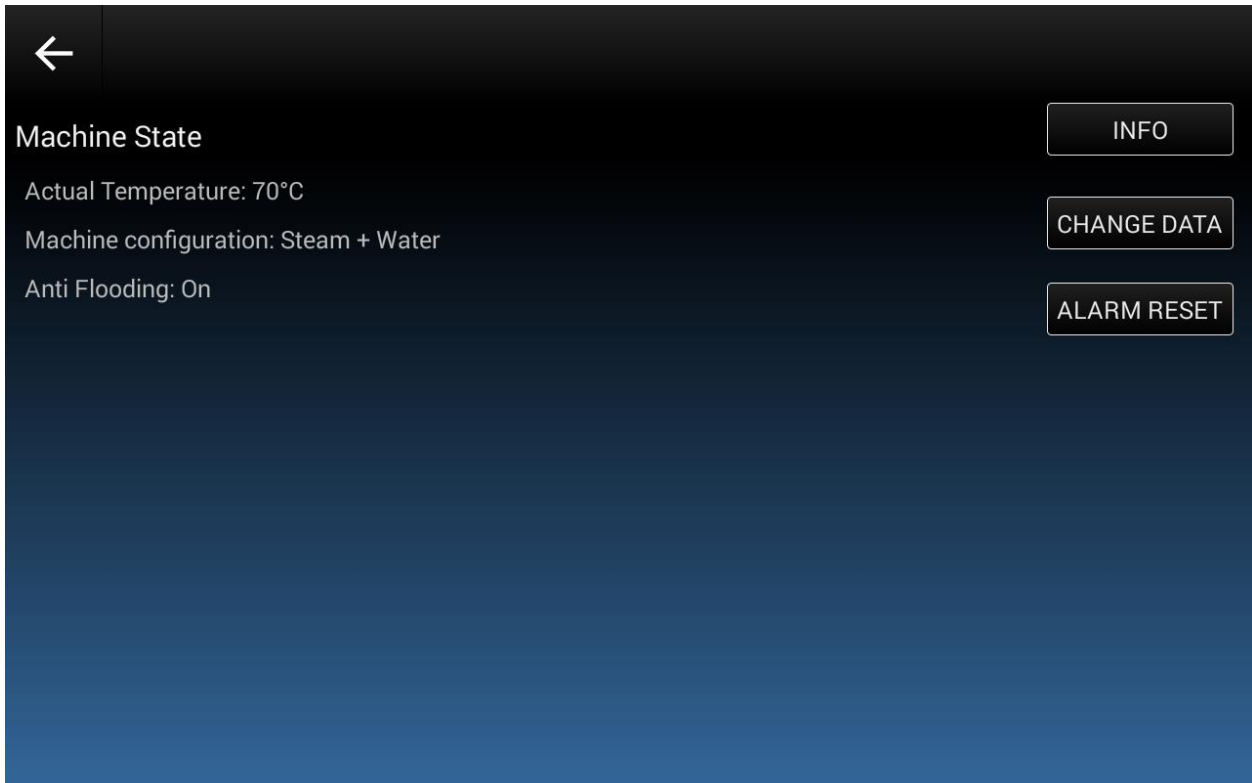 Machine State
Actual Temperature: 70°C
Machine configuration: Steam + Water
Anti Flooding: On
INFO
CHANGE DATA
ALARM RESET